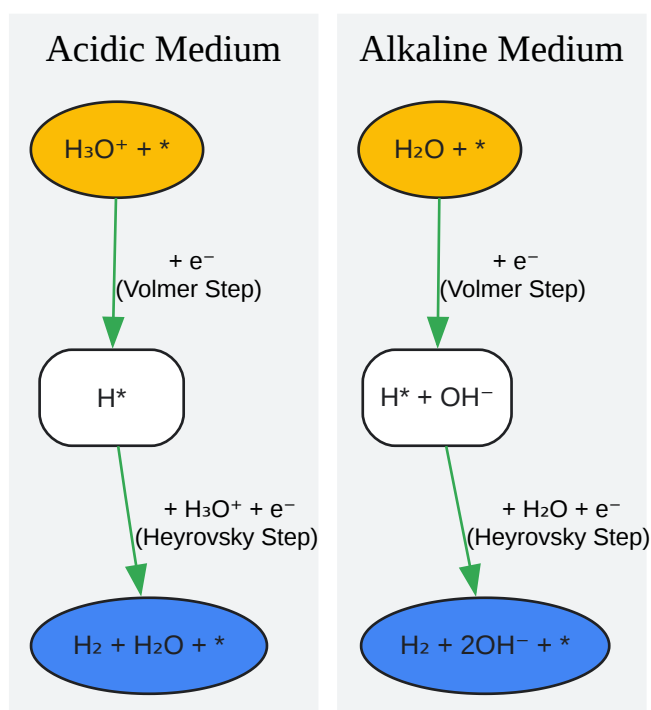 Acidic Medium
H₃O⁺ + *
+ e⁻
(Volmer Step)
H*
+ H₃O⁺ + e⁻
(Heyrovsky Step)
H₂ + H₂O + *
Alkaline Medium
H₂O + *
+ e⁻
(Volmer Step)
H* + OH⁻
+ H₂O + e⁻
(Heyrovsky Step)
H₂ + 2OH⁻ + *